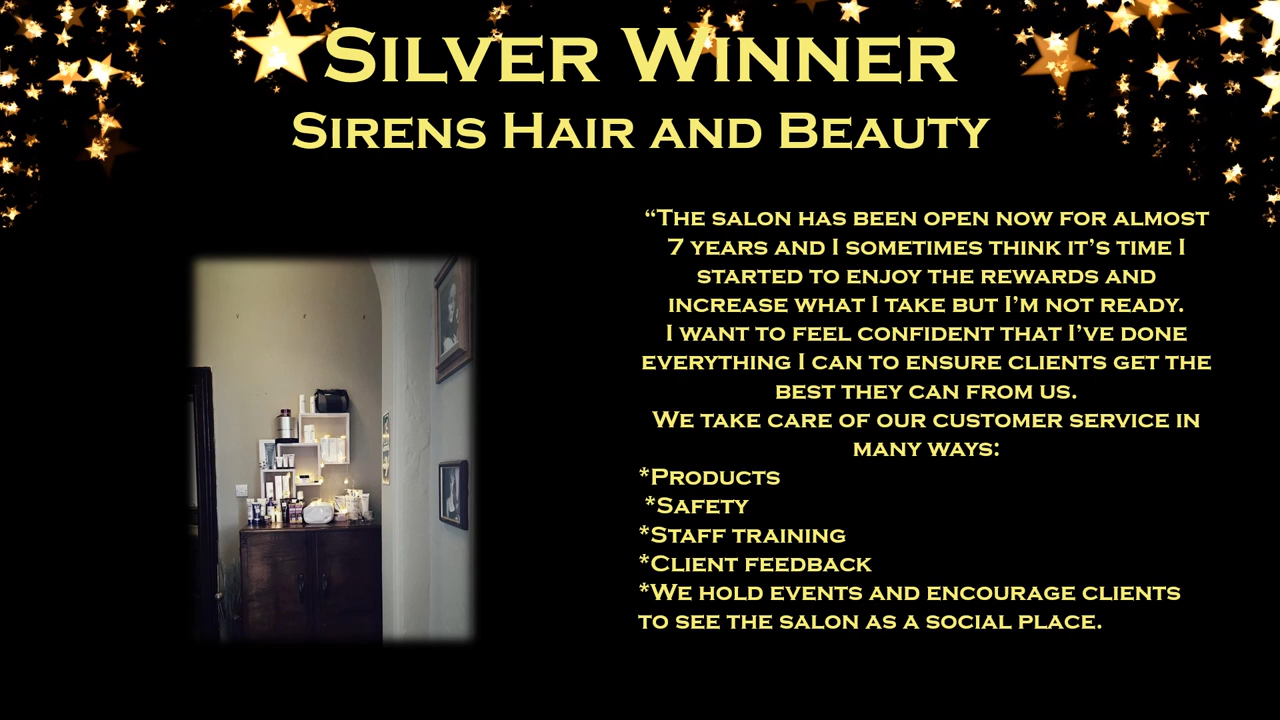 Silver Winner
Sirens Hair and Beauty
“The salon has been open now for almost
7 years and I sometimes think it’s time I
started to enjoy the rewards and
increase what I take but I’m not ready.
I want to feel confident that I’ve done
everything I can to ensure clients get the
best they can from us.
We take care of our customer service in
many ways:
*Products
*Safety
*Staff training
*Client feedback
*We hold events and encourage clients
to see the salon as a social place.